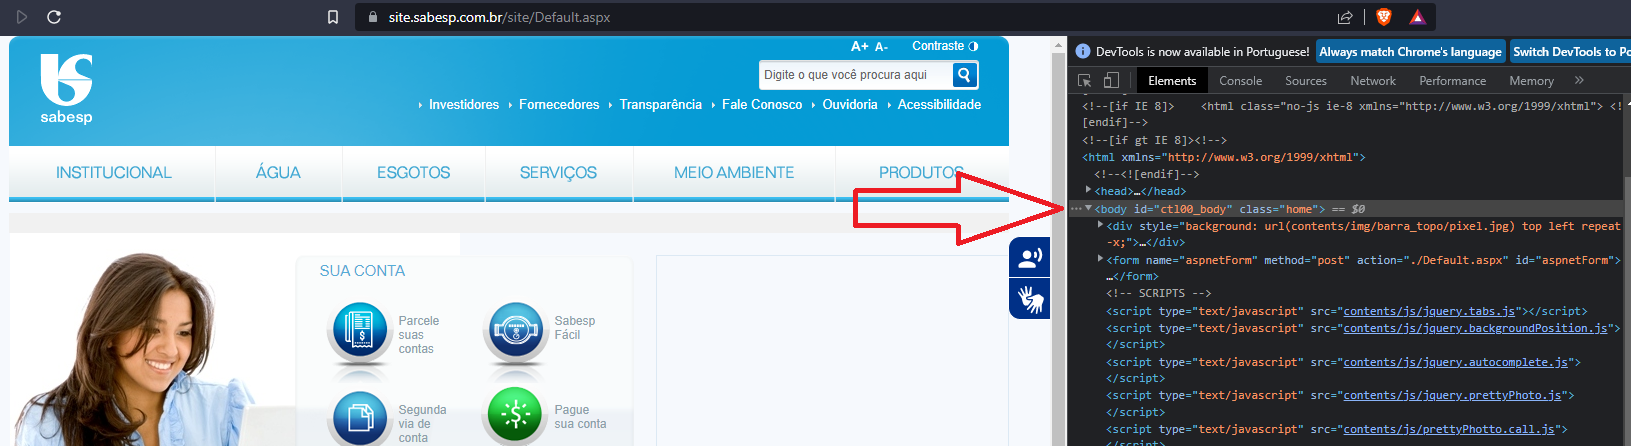 site.sabesp.com.br/site/Default.aspx
A+ A- Contraste
Digite o que você procura aqui
sabesp
Investidores Fornecedores Transparência Fale Conosco Ouvidoria Acessibilidade
INSTITUCIONAL ÁGUA ESGOTOS SERVIÇOS MEIO AMBIENTE PRODUTOS
SUA CONTA
Parcele
suas
contas
Sabesp
Fácil
Segunda
via de
conta
Pague
sua conta
DevTools is now available in Portuguese! Always match Chrome's language Switch DevTools to Po
Elements Console Sources Network Performance Memory »
<!--[if IE 8]> <html class="no-js ie-8 xmlns="http://www.w3.org/1999/xhtml"> <!
[endif]-->
<!--[if gt IE 8]><!-->
<html xmlns="http://www.w3.org/1999/xhtml">
<!--<![endif]-->
<head>…</head>
<body id="ctl00_body" class="home"> == $0
<div style="background: url(contents/img/barra_topo/pixel.jpg) top left repeat
-x;">…</div>
<form name="aspnetForm" method="post" action="./Default.aspx" id="aspnetForm">
…</form>
<!-- SCRIPTS -->
<script type="text/javascript" src="contents/js/jquery.tabs.js"></script>
<script type="text/javascript" src="contents/js/jquery.backgroundPosition.js">
</script>
<script type="text/javascript" src="contents/js/jquery.autocomplete.js">
</script>
<script type="text/javascript" src="contents/js/jquery.prettyPhoto.js">
</script>
<script type="text/javascript" src="contents/js/prettyPhotto.call.js">